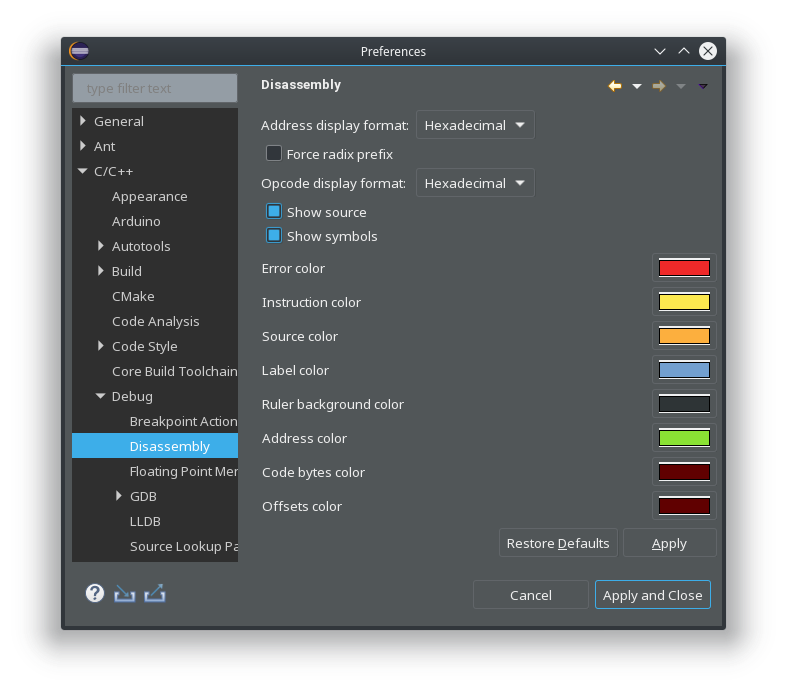 Preferences
type filter text
General
Ant
C/C++
Appearance
Arduino
Autotools
Build
CMake
Code Analysis
Code Style
Core Build Toolchain
Debug
Breakpoint Action
Disassembly
Floating Point Mer
GDB
LLDB
Source Lookup Pa
Disassembly
Address display format: Hexadecimal
Force radix prefix
Opcode display format: Hexadecimal
Show source
Show symbols
Error color
Instruction color
Source color
Label color
Ruler background color
Address color
Code bytes color
Offsets color
Restore Defaults Apply
? Cancel Apply and Close